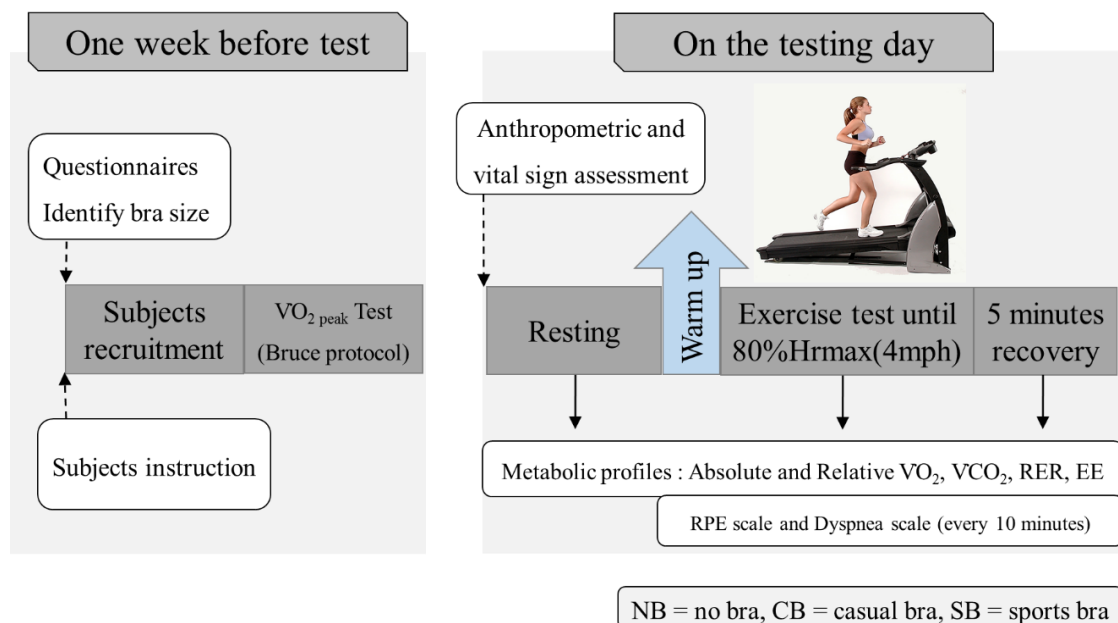 One week before test
Questionnaires
Identify bra size
Subjects
recruitment
V̇O₂ peak Test
(Bruce protocol)
Subjects instruction
On the testing day
Anthropometric and
vital sign assessment
Resting
Warm up
Exercise test until
80%Hrmax(4mph)
5 minutes
recovery
Metabolic profiles : Absolute and Relative V̇O₂, V̇CO₂, RER, EE
RPE scale and Dyspnea scale (every 10 minutes)
NB = no bra, CB = casual bra, SB = sports bra